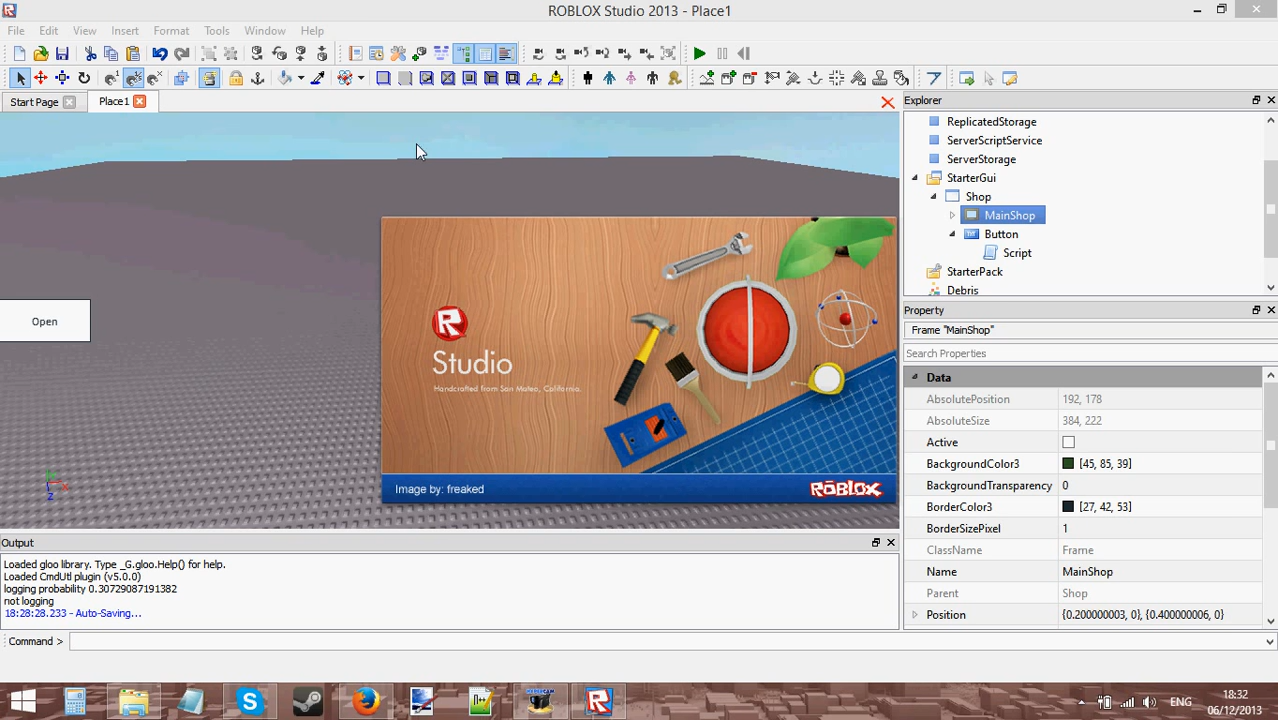 ROBLOX Studio 2013 - Place1
File Edit View Insert Format Tools Window Help
Start Page Place1
Explorer
ReplicatedStorage
ServerScriptService
ServerStorage
StarterGui
Shop
MainShop
Button
Script
StarterPack
Debris
Open
Studio
Handcrafted from San Mateo, California.
Image by: freaked
ROBLOX
Property
Frame "MainShop"
Search Properties
Data
AbsolutePosition 192, 178
AbsoluteSize 384, 222
Active
BackgroundColor3 [45, 85, 39]
BackgroundTransparency 0
BorderColor3 [27, 42, 53]
BorderSizePixel 1
ClassName Frame
Name MainShop
Parent Shop
Position {0.200000003, 0}, {0.400000006, 0}
Output
Loaded gloo library. Type _G.gloo.Help() for help.
Loaded CmdUtl plugin (v5.0.0)
logging probability 0.30729087191382
not logging
18:28:28.233 - Auto-Saving...
Command >
ENG
18:32
06/12/2013